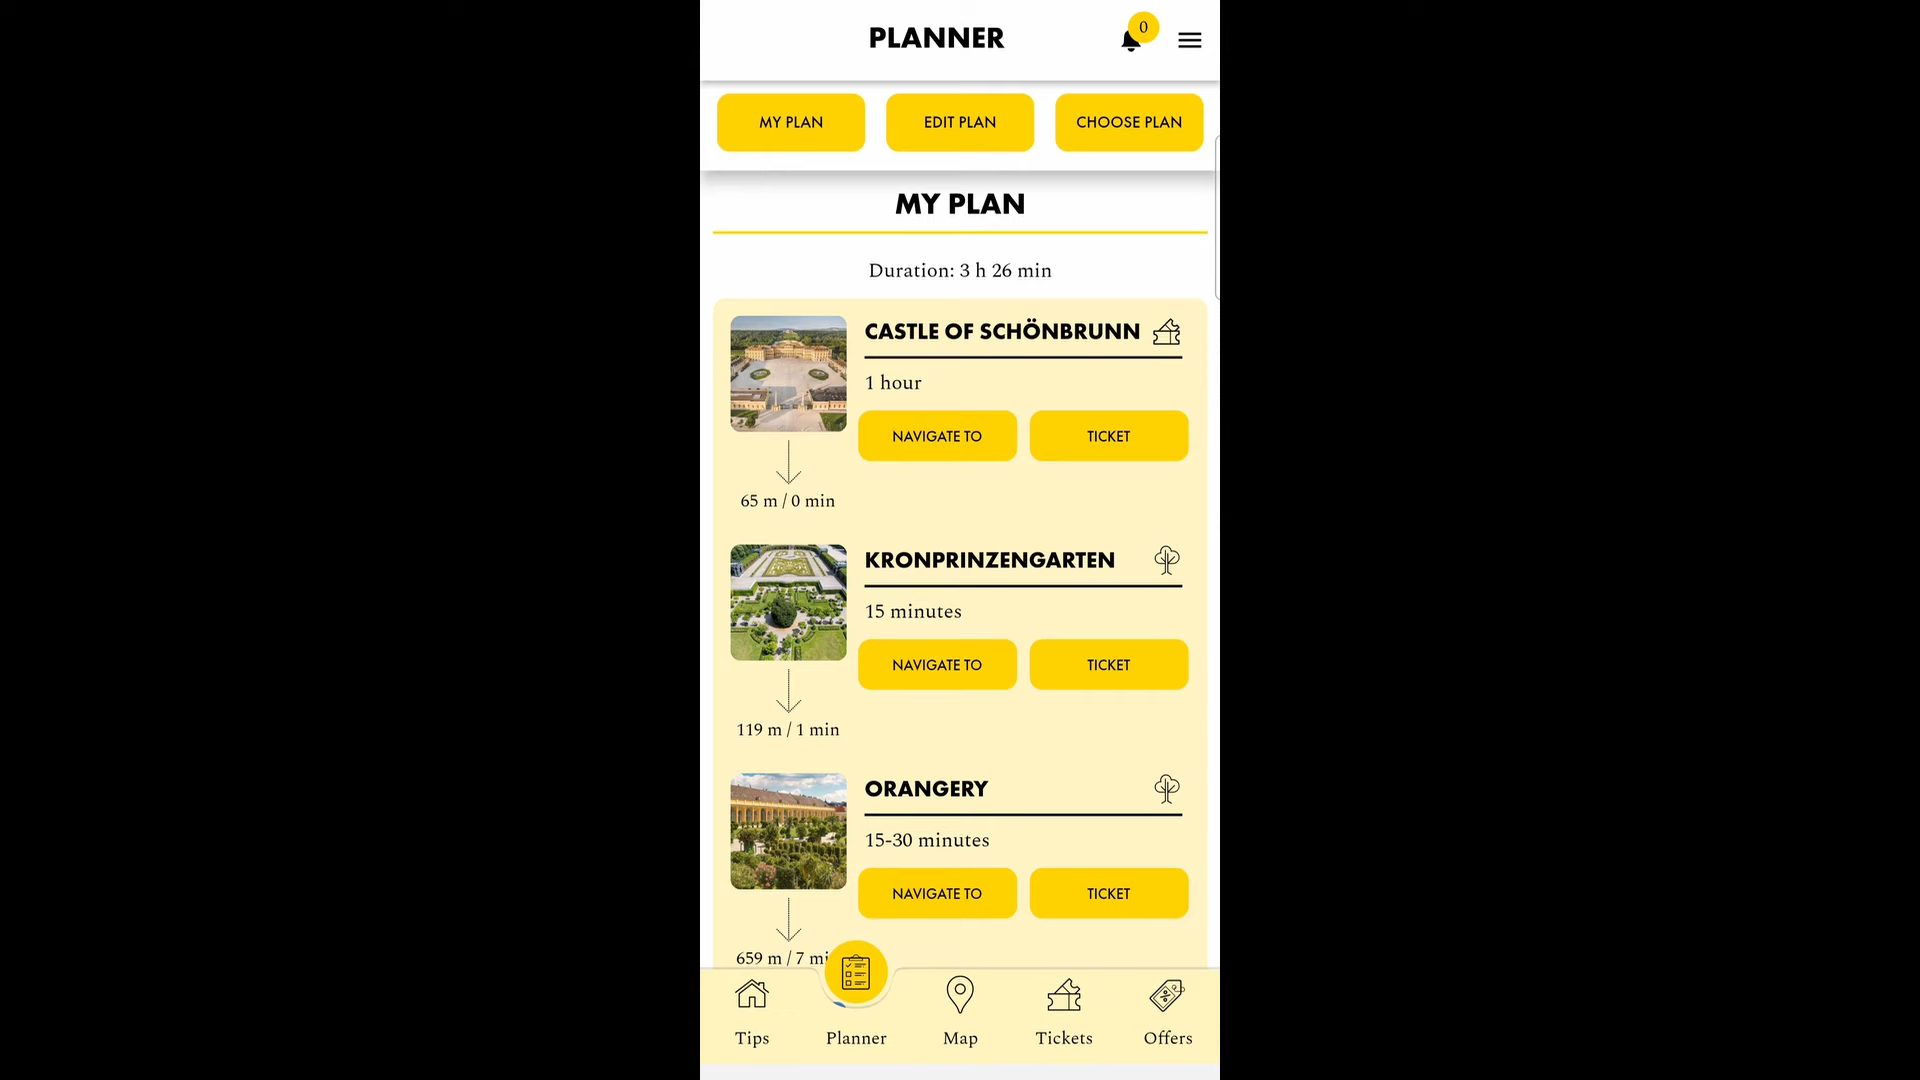 PLANNER
0
MY PLAN
EDIT PLAN
CHOOSE PLAN
MY PLAN
Duration: 3 h 26 min
CASTLE OF SCHÖNBRUNN
1 hour
NAVIGATE TO
TICKET
65 m / 0 min
KRONPRINZENGARTEN
15 minutes
NAVIGATE TO
TICKET
119 m / 1 min
ORANGERY
15-30 minutes
NAVIGATE TO
TICKET
659 m / 7
Tips
Planner
Map
Tickets
Offers